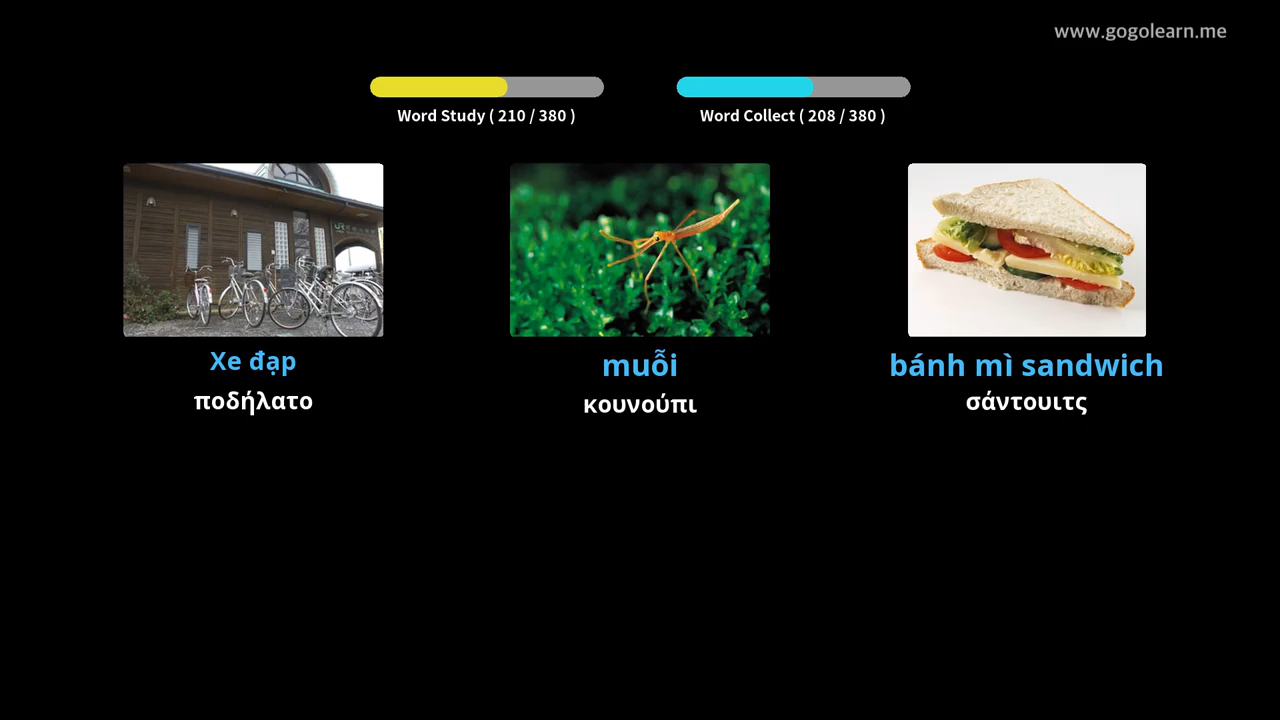 www.gogolearn.me
Word Study ( 210 / 380 )
Word Collect ( 208 / 380 )
JR
Xe đạp
muỗi
bánh mì sandwich
ποδήλατο
κουνούπι
σάντουιτς